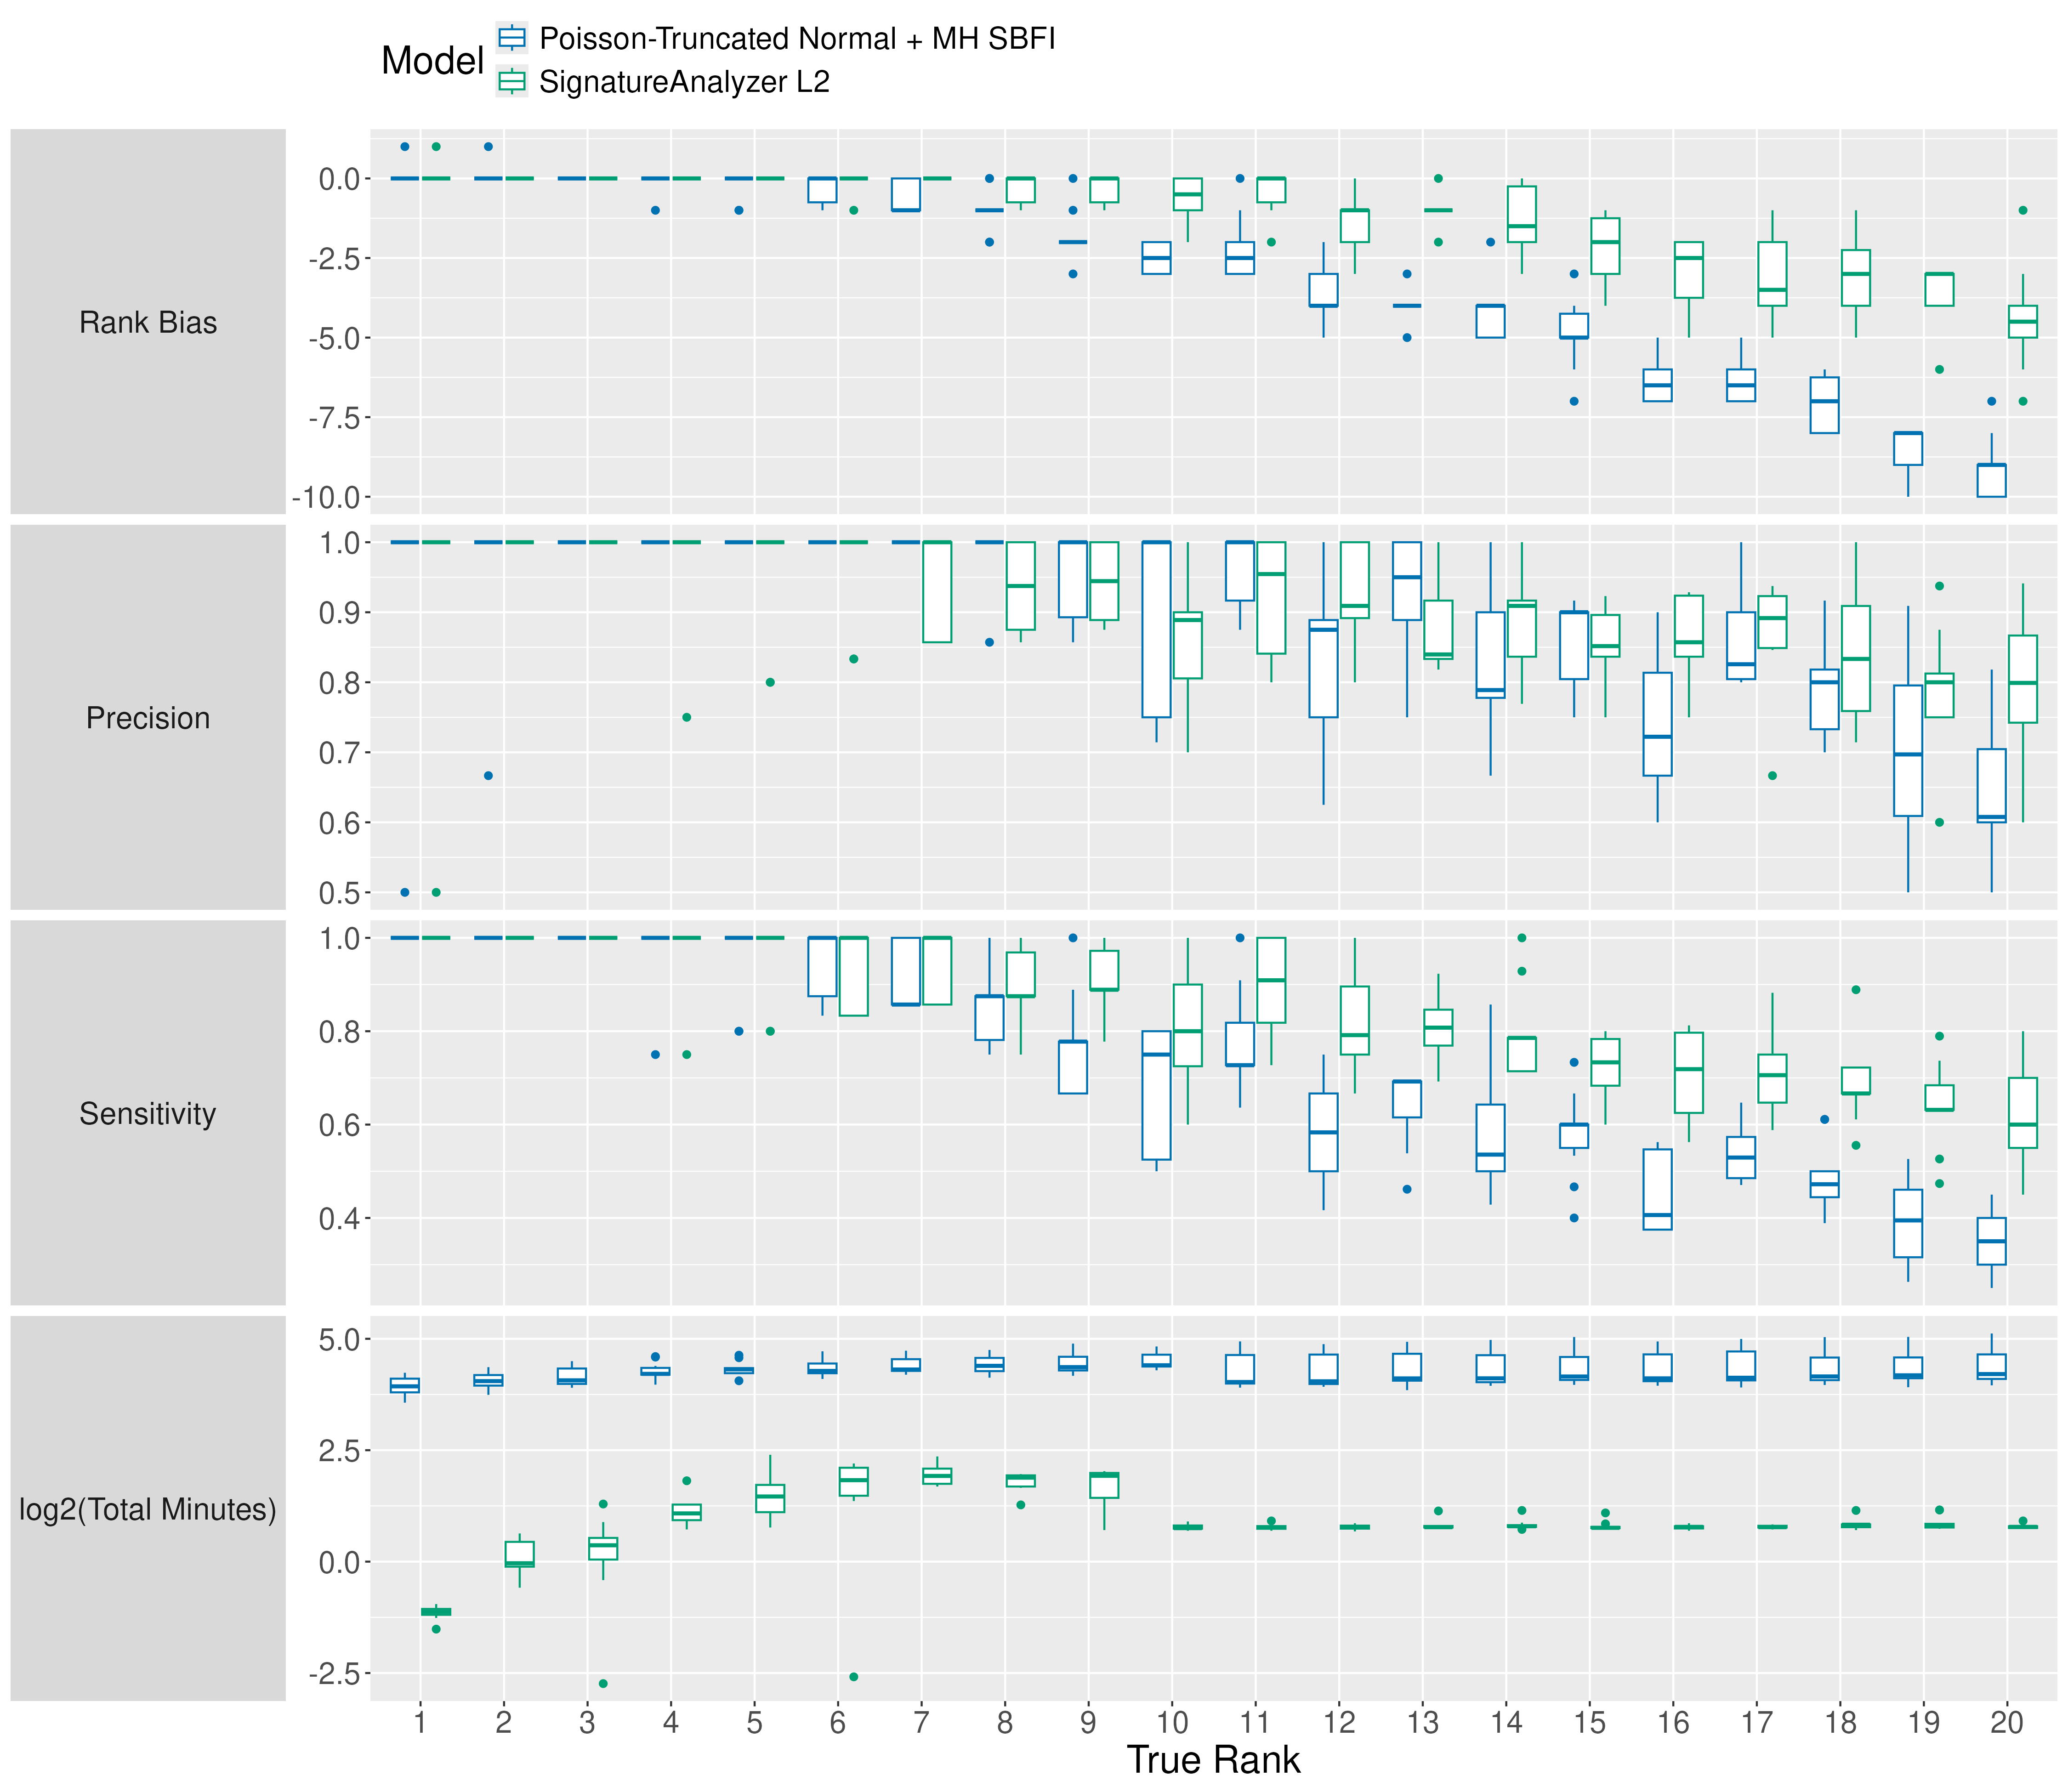 Model
Poisson-Truncated Normal + MH SBFI
SignatureAnalyzer L2
Rank Bias
0.0
-2.5
-5.0
-7.5
-10.0
Precision
1.0
0.9
0.8
0.7
0.6
0.5
Sensitivity
1.0
0.8
0.6
0.4
log2(Total Minutes)
5.0
2.5
0.0
-2.5
1 2 3 4 5 6 7 8 9 10 11 12 13 14 15 16 17 18 19 20
True Rank